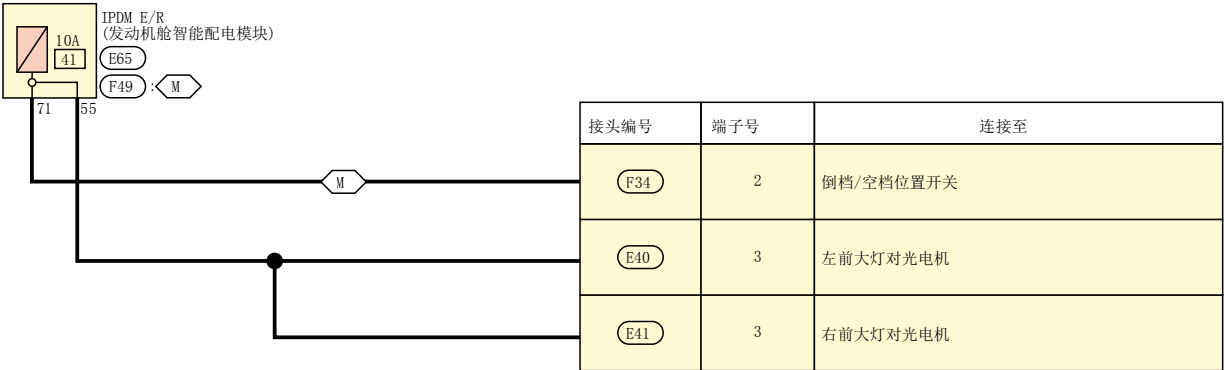 IPDM E/R
(发动机舱智能配电模块)
10A
41
E65
F49 : M
71 55
接头编号 端子号 连接至
M
F34 2 倒档/空档位置开关
E40 3 左前大灯对光电机
E41 3 右前大灯对光电机